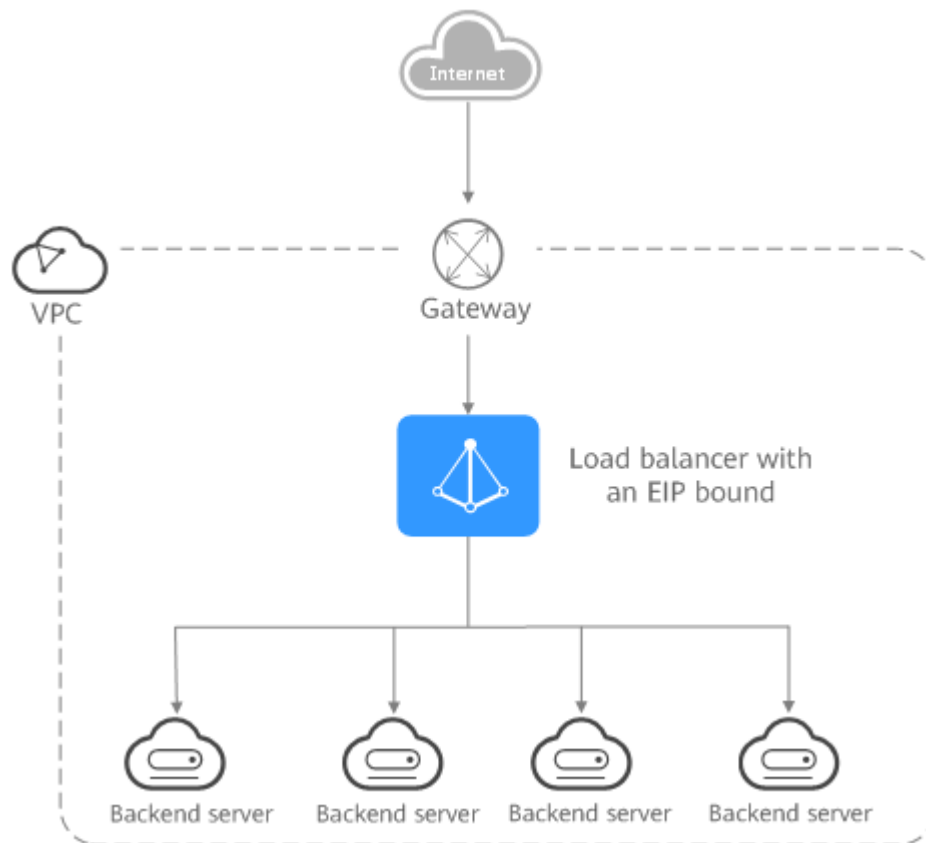 Internet
VPC
Gateway
Load balancer with
an EIP bound
Backend server
Backend server
Backend server
Backend server